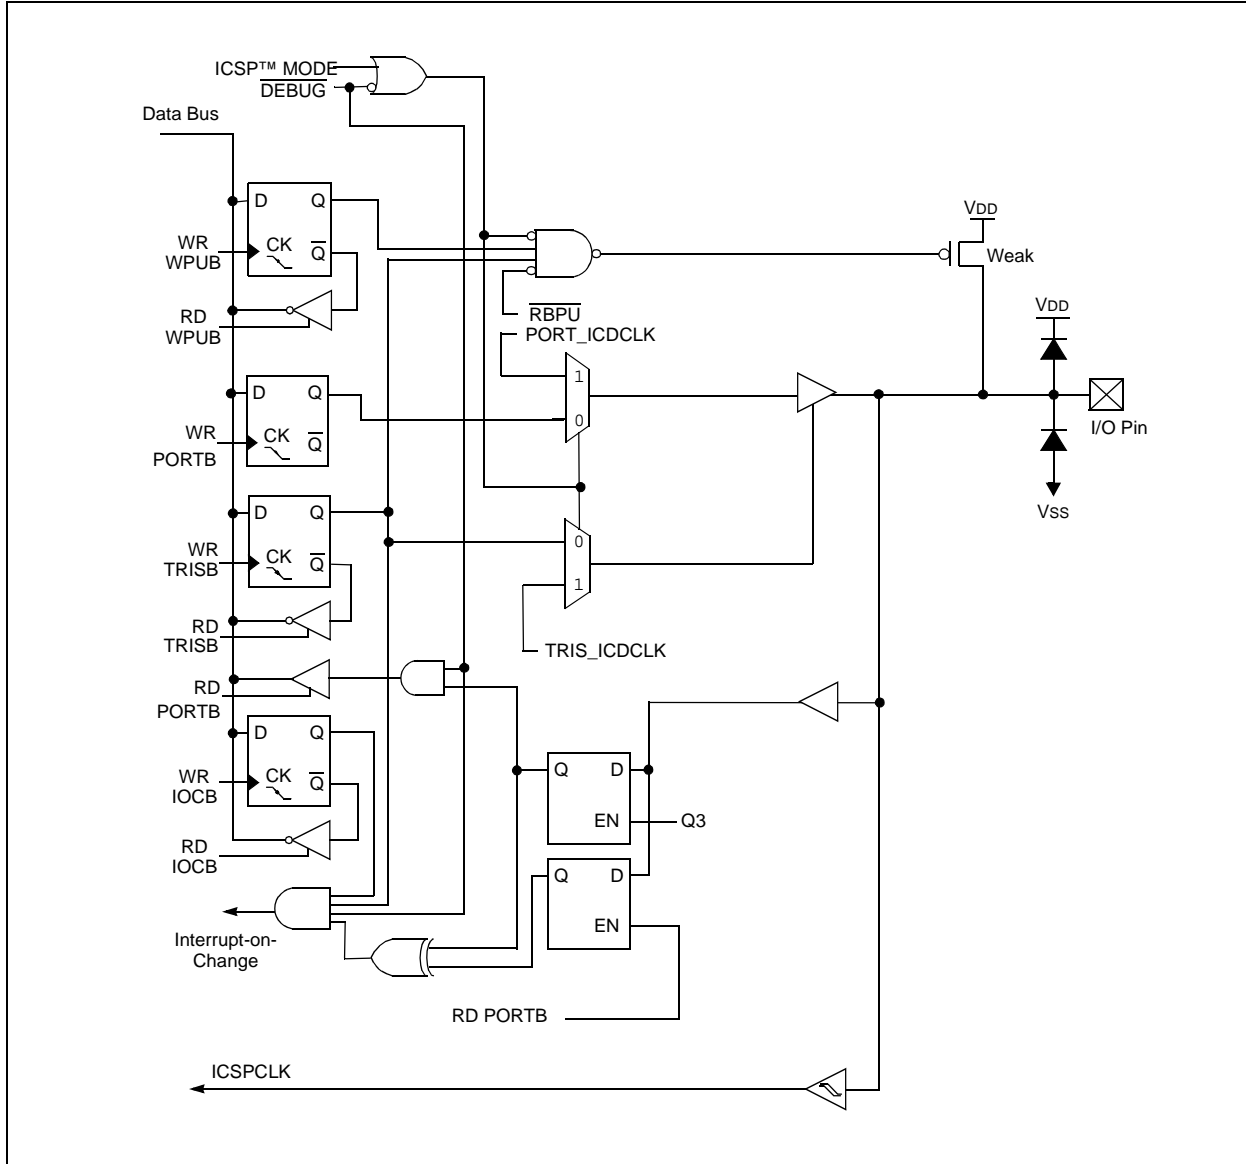 ICSP™ MODE
DEBUG
Data Bus
D Q
WR
WPUB
CK Q
RD
WPUB
VDD
Weak
RBPU
PORT_ICDCLK
VDD
1
D Q
0
WR
PORTB
CK Q
I/O Pin
VSS
D Q
0
WR
TRISB
CK Q
1
RD
TRISB
TRIS_ICDCLK
RD
PORTB
D Q
WR
IOCB
CK Q
Q D
EN
Q3
RD
IOCB
Q D
EN
Interrupt-on-
Change
RD PORTB
ICSPCLK